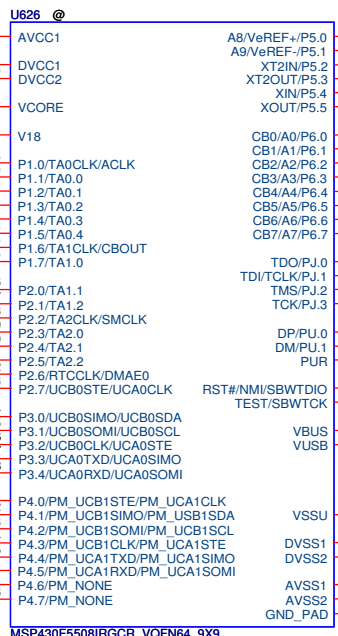 U626 @
AVCC1
DVCC1
DVCC2
VCORE
V18
P1.0/TA0CLK/ACLK
P1.1/TA0.0
P1.2/TA0.1
P1.3/TA0.2
P1.4/TA0.3
P1.5/TA0.4
P1.6/TA1CLK/CBOUT
P1.7/TA1.0
P2.0/TA1.1
P2.1/TA1.2
P2.2/TA2CLK/SMCLK
P2.3/TA2.0
P2.4/TA2.1
P2.5/TA2.2
P2.6/RTCCLK/DMAE0
P2.7/UCB0STE/UCA0CLK
P3.0/UCB0SIMO/UCB0SDA
P3.1/UCB0SOMI/UCB0SCL
P3.2/UCB0CLK/UCA0STE
P3.3/UCA0TXD/UCA0SIMO
P3.4/UCA0RXD/UCA0SOMI
P4.0/PM_UCB1STE/PM_UCA1CLK
P4.1/PM_UCB1SIMO/PM_USB1SDA
P4.2/PM_UCB1SOMI/PM_UCB1SCL
P4.3/PM_UCB1CLK/PM_UCA1STE
P4.4/PM_UCA1TXD/PM_UCA1SIMO
P4.5/PM_UCA1RXD/PM_UCA1SOMI
P4.6/PM_NONE
P4.7/PM_NONE
A8/VeREF+/P5.0
A9/VeREF-/P5.1
XT2IN/P5.2
XT2OUT/P5.3
XIN/P5.4
XOUT/P5.5
CB0/A0/P6.0
CB1/A1/P6.1
CB2/A2/P6.2
CB3/A3/P6.3
CB4/A4/P6.4
CB5/A5/P6.5
CB6/A6/P6.6
CB7/A7/P6.7
TDO/PJ.0
TDI/TCLK/PJ.1
TMS/PJ.2
TCK/PJ.3
DP/PU.0
DM/PU.1
PUR
RST#/NMI/SBWTDIO
TEST/SBWTCK
VBUS
VUSB
VSSU
DVSS1
DVSS2
AVSS1
AVSS2
GND_PAD
MSP430F5508IRGCR_VQFN64_9X9